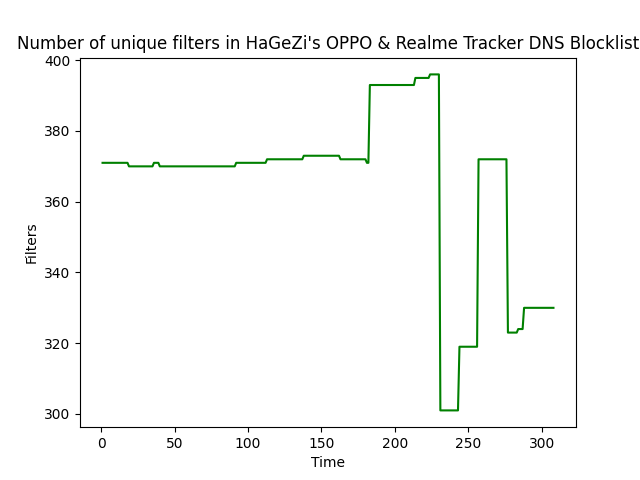 Number of unique filters in HaGeZi's OPPO & Realme Tracker DNS Blocklist
400
380
360
340
320
300
Filters
0 50 100 150 200 250 300
Time